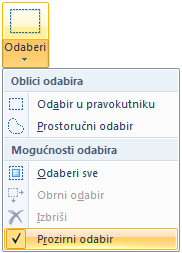 Odaberi
Oblici odabira
Odabir u pravokutniku
Prostoručni odabir
Mogućnosti odabira
Odaberi sve
Obrni odabir
Izbriši
Prozirni odabir